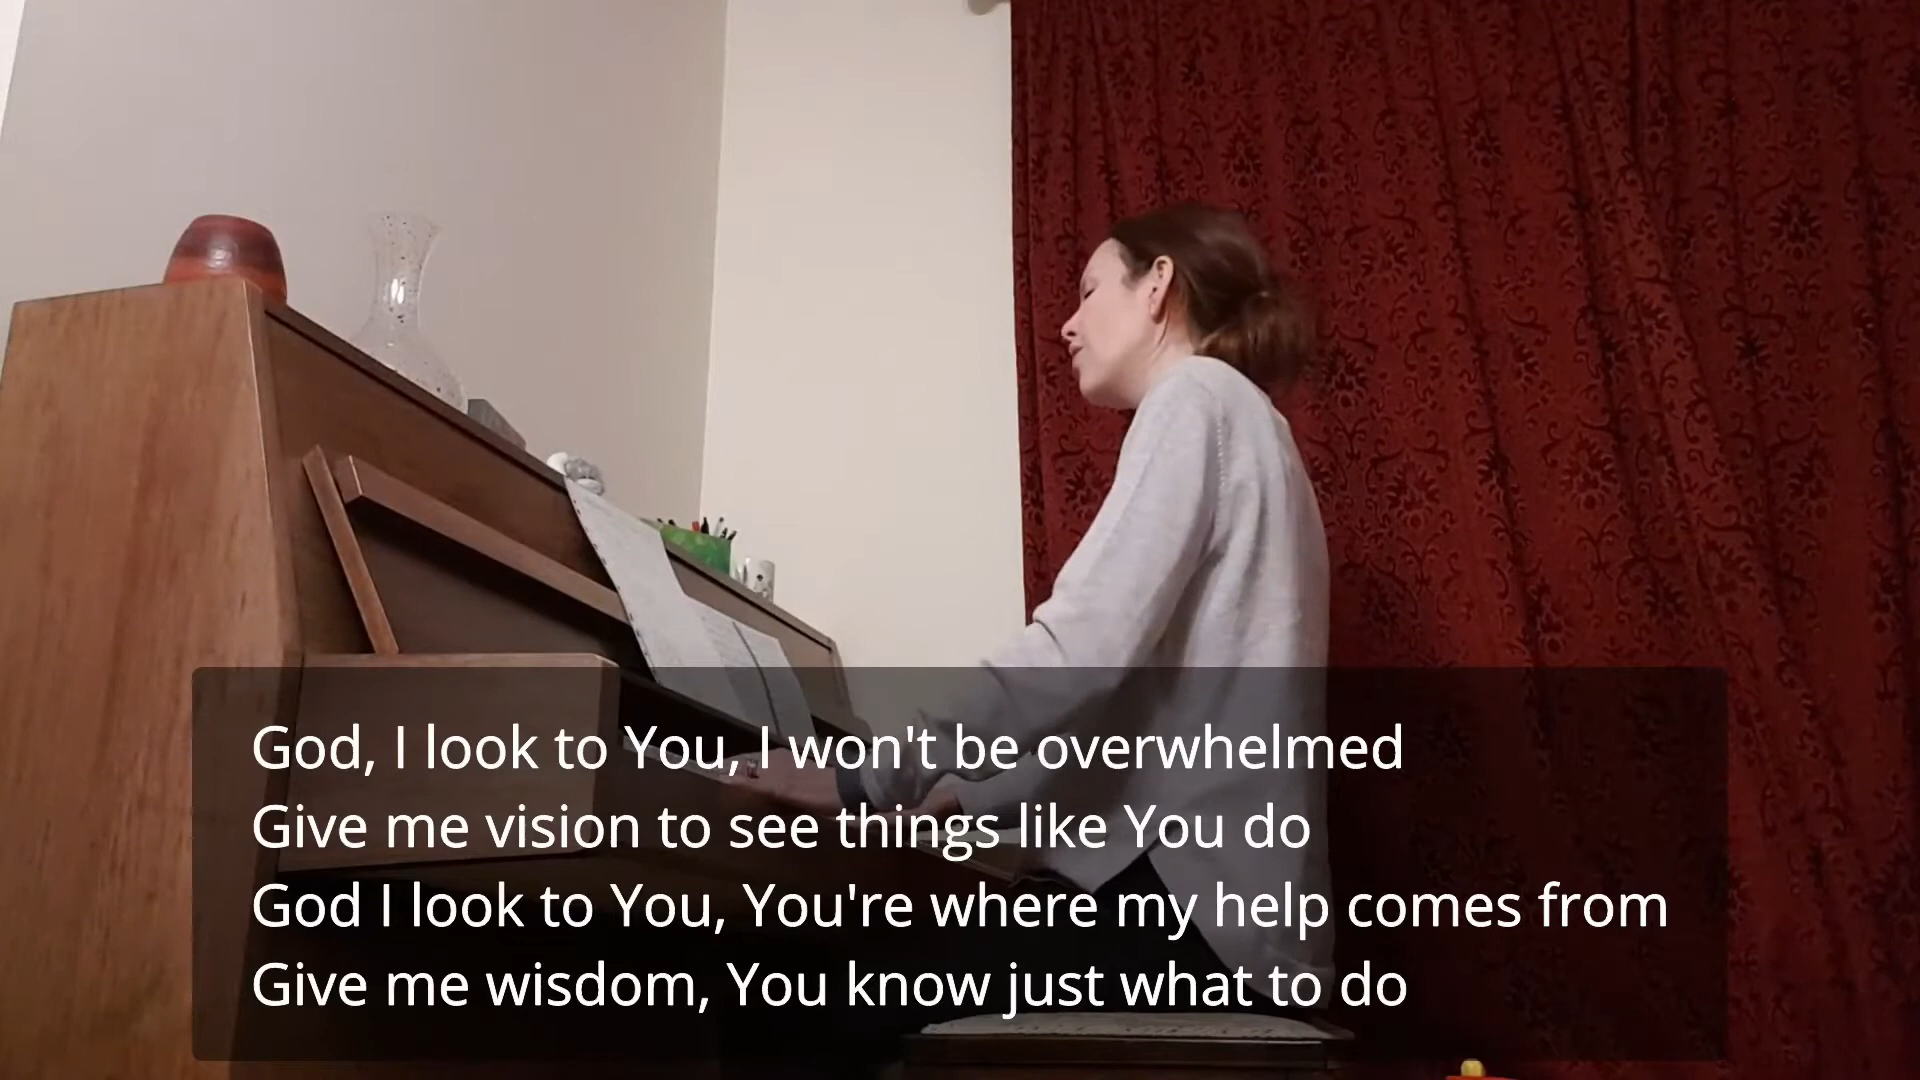 God, I look to You, I won't be overwhelmed
Give me vision to see things like You do
God I look to You, You're where my help comes from
Give me wisdom, You know just what to do